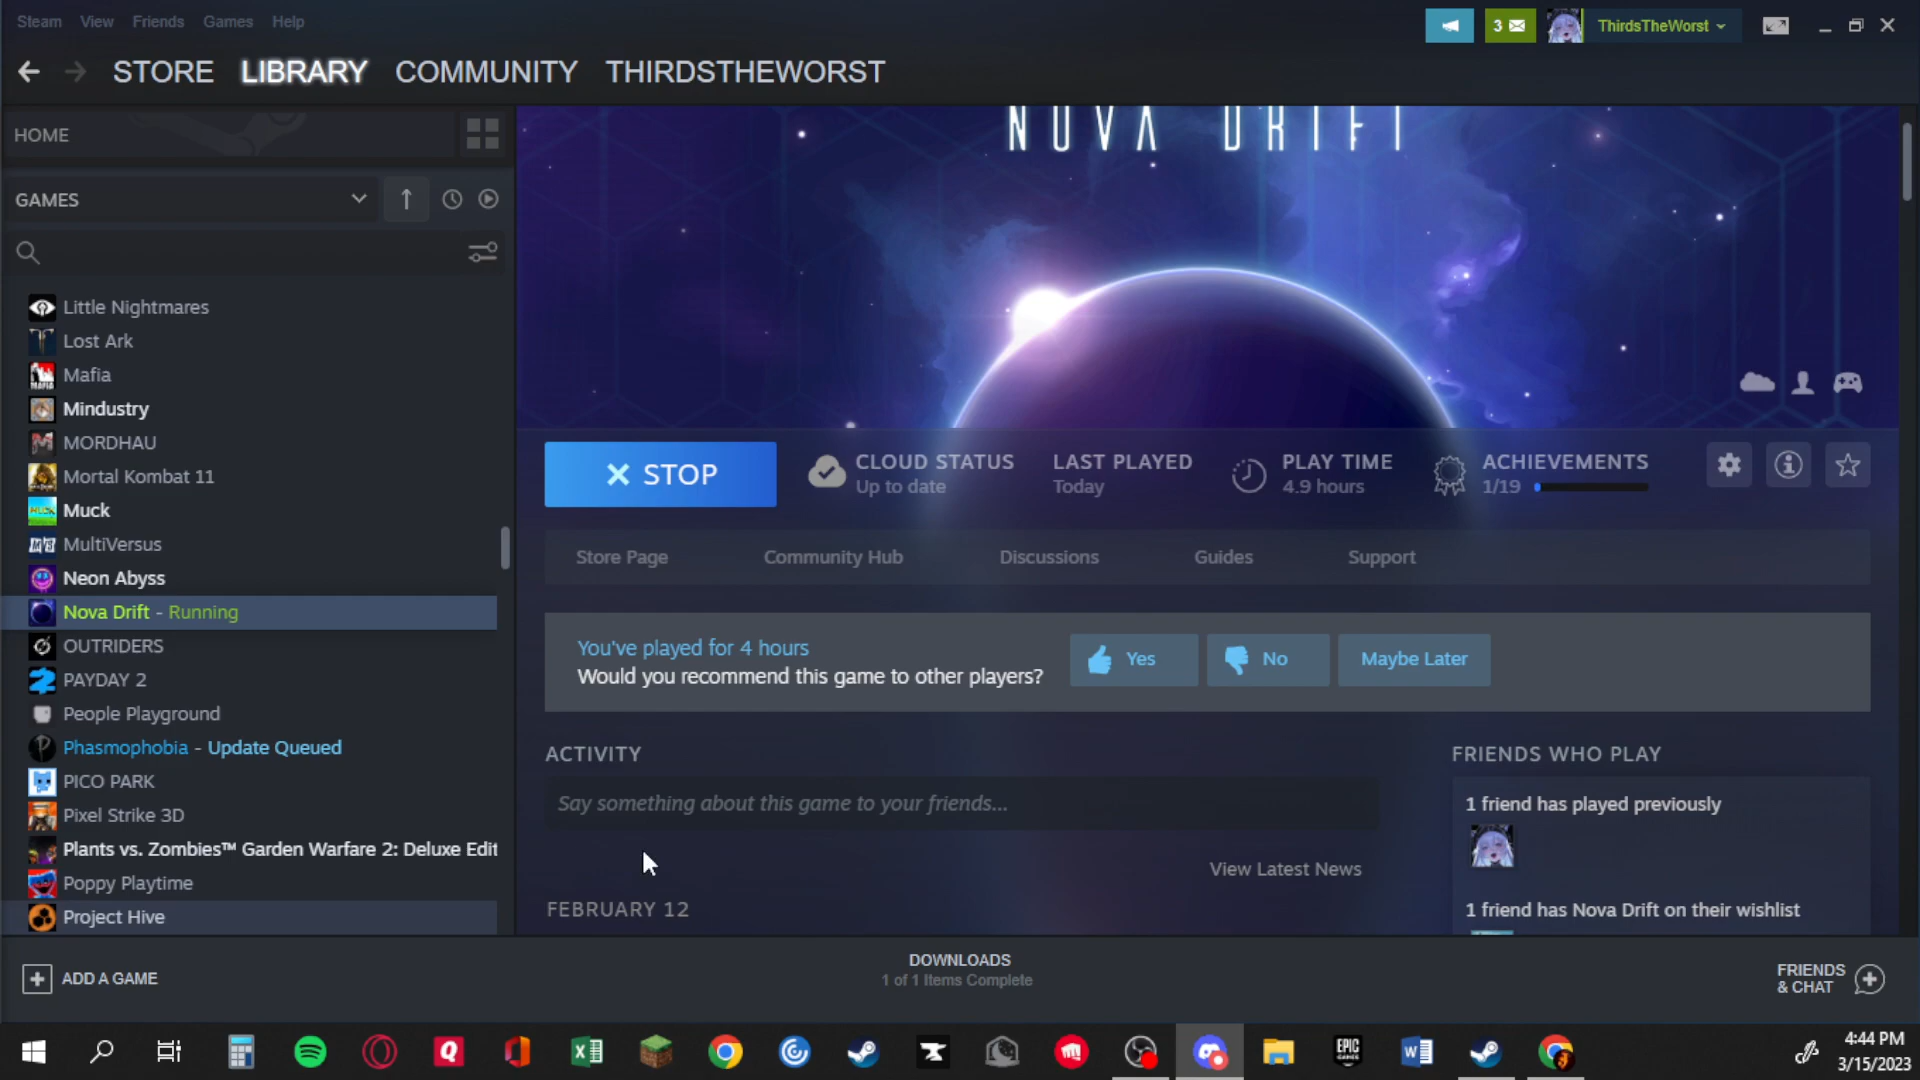 Steam View Friends Games Help
3
ThirdsTheWorst
STORE LIBRARY COMMUNITY THIRDSTHEWORST
HOME
GAMES
Little Nightmares
Lost Ark
Mafia
Mindustry
MORDHAU
Mortal Kombat 11
Muck
MultiVersus
Neon Abyss
Nova Drift - Running
OUTRIDERS
PAYDAY 2
People Playground
Phasmophobia - Update Queued
PICO PARK
Pixel Strike 3D
Plants vs. Zombies™ Garden Warfare 2: Deluxe Edit
Poppy Playtime
Project Hive
NOVA DRIFT
STOP
CLOUD STATUS
Up to date
LAST PLAYED
Today
PLAY TIME
4.9 hours
ACHIEVEMENTS
1/19
Store Page Community Hub Discussions Guides Support
You've played for 4 hours
Would you recommend this game to other players?
Yes No Maybe Later
ACTIVITY
Say something about this game to your friends...
View Latest News
FEBRUARY 12
FRIENDS WHO PLAY
1 friend has played previously
1 friend has Nova Drift on their wishlist
ADD A GAME
DOWNLOADS
1 of 1 Items Complete
FRIENDS
& CHAT
EPIC
GAMES
4:44 PM
3/15/2023